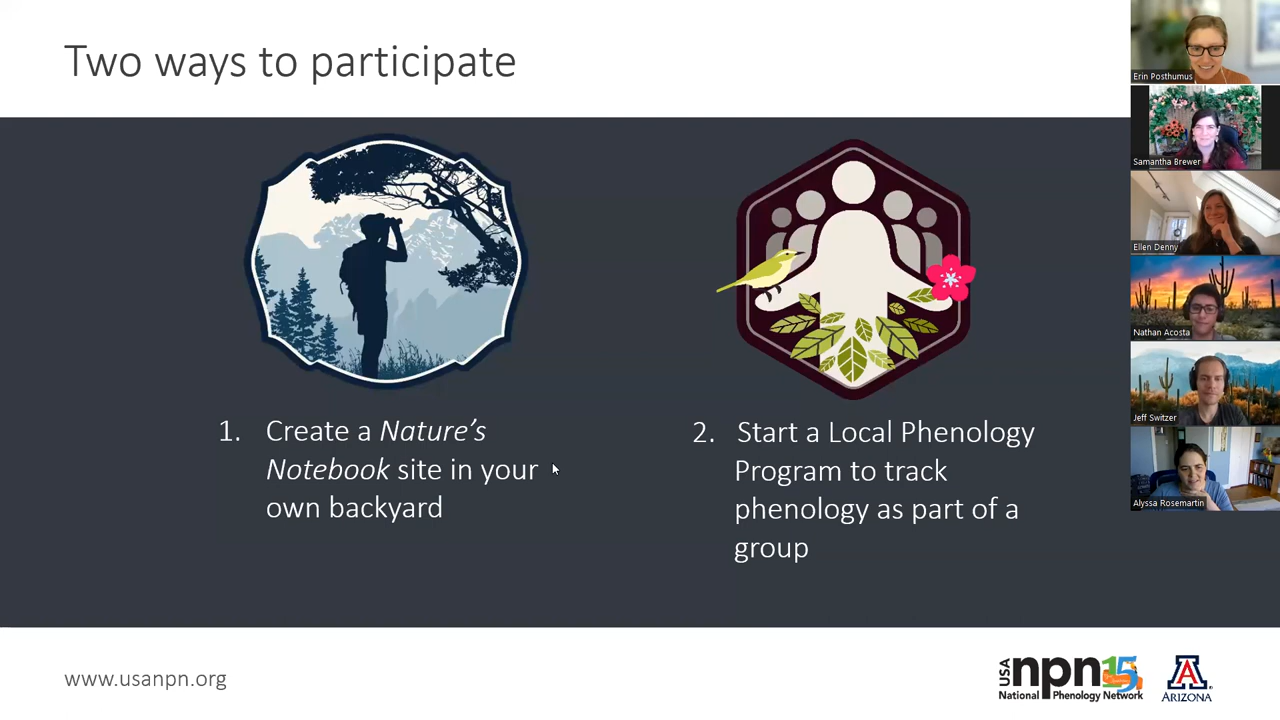 Two ways to participate
Erin Posthumus
Samantha Brewer
Ellen Denny
Nathan Acosta
Jeff Switzer
Alyssa Rosemartin
1. Create a Nature's
Notebook site in your
own backyard
2. Start a Local Phenology
Program to track
phenology as part of a
group
www.usanpn.org
USA npn 15
National Phenology Network
A
ARIZONA